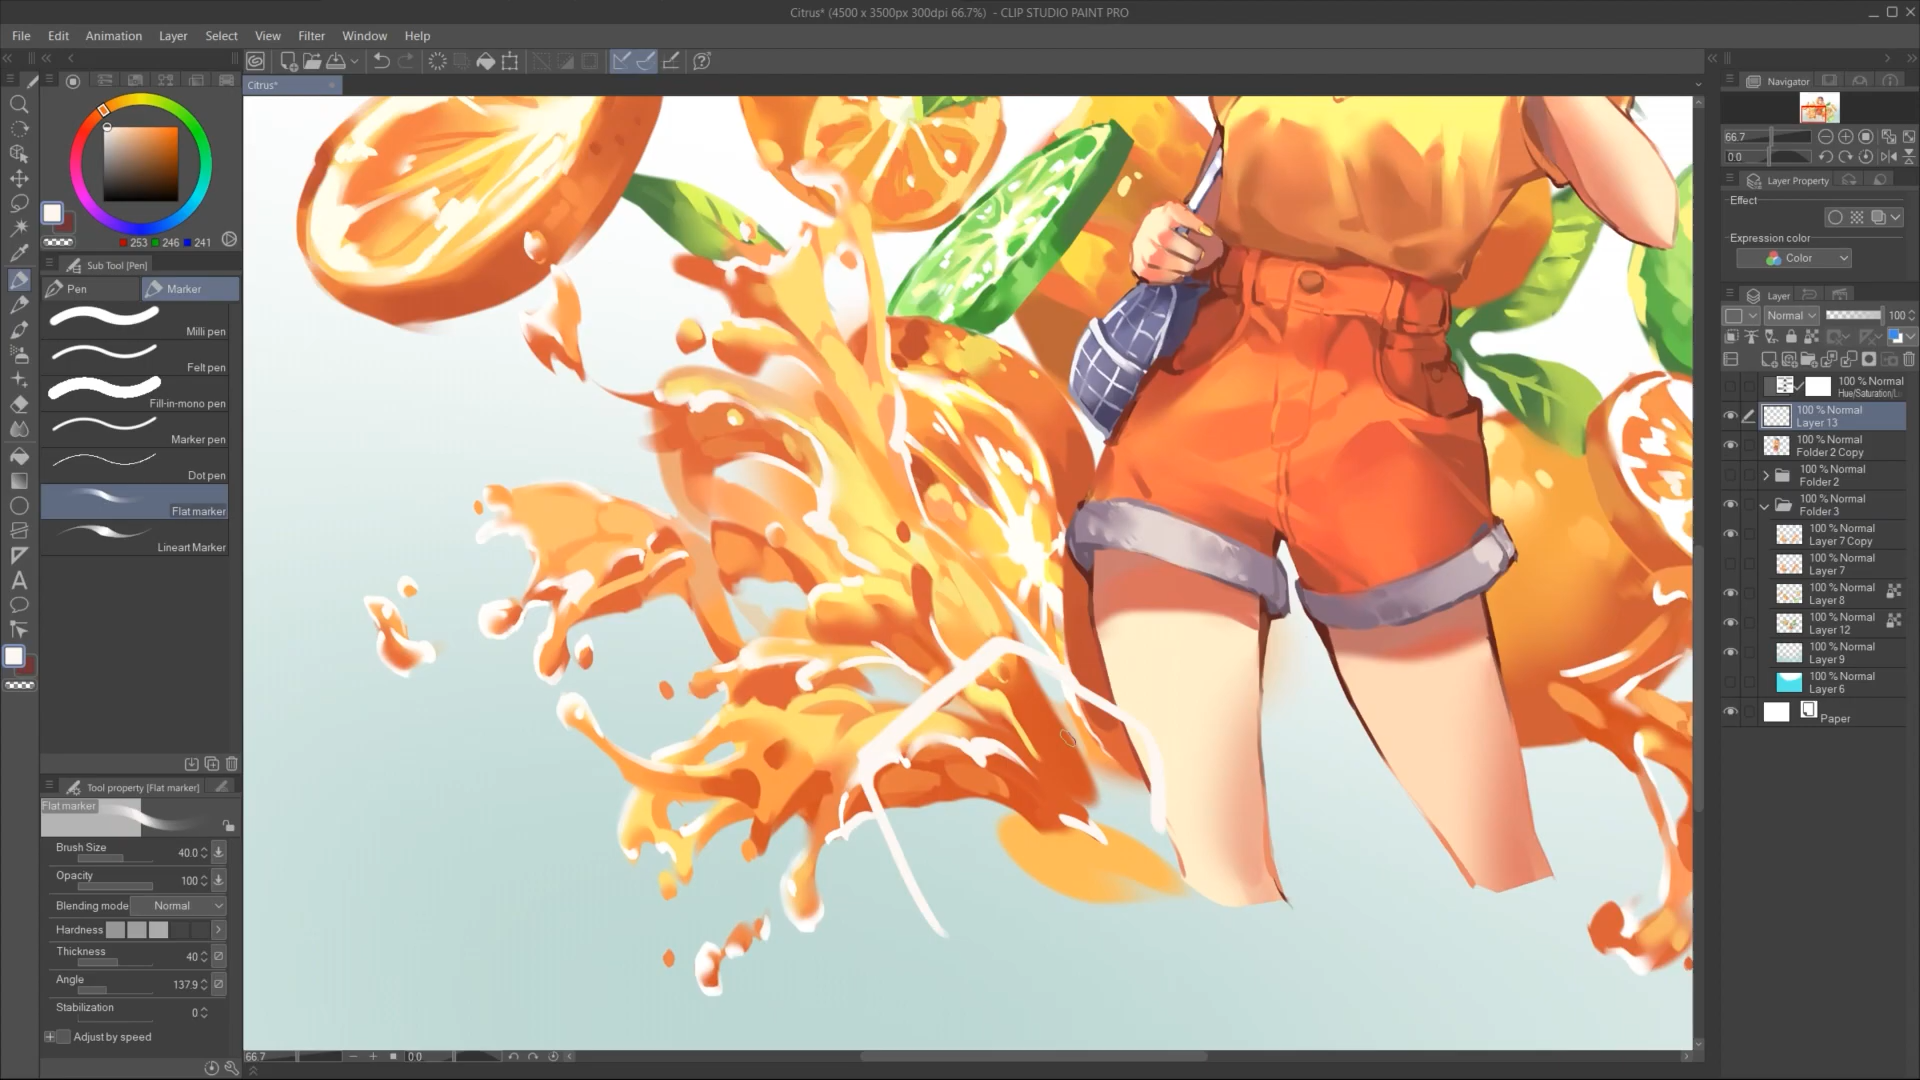 Citrus* (4500 x 3500px 300dpi 66.7%) - CLIP STUDIO PAINT PRO
File Edit Animation Layer Select View Filter Window Help
Citrus*
253 246 241
Sub Tool [Pen]
Pen Marker
Milli pen
Felt pen
Fill-in-mono pen
Marker pen
Dot pen
Flat marker
Lineart Marker
Tool property [Flat marker]
Flat marker
Brush Size 40.0
Opacity 100
Blending mode Normal
Hardness
Thickness 40
Angle 137.9
Stabilization 0
Adjust by speed
66.7 0.0
Navigator
66.7
0.0
Layer Property
Effect
Expression color
Color
Layer
Normal 100
100 % Normal
Hue/Saturation/L
100 % Normal
Layer 13
100 % Normal
Folder 2 Copy
100 % Normal
Folder 2
100 % Normal
Folder 3
100 % Normal
Layer 7 Copy
100 % Normal
Layer 7
100 % Normal
Layer 8
100 % Normal
Layer 12
100 % Normal
Layer 9
100 % Normal
Layer 6
Paper